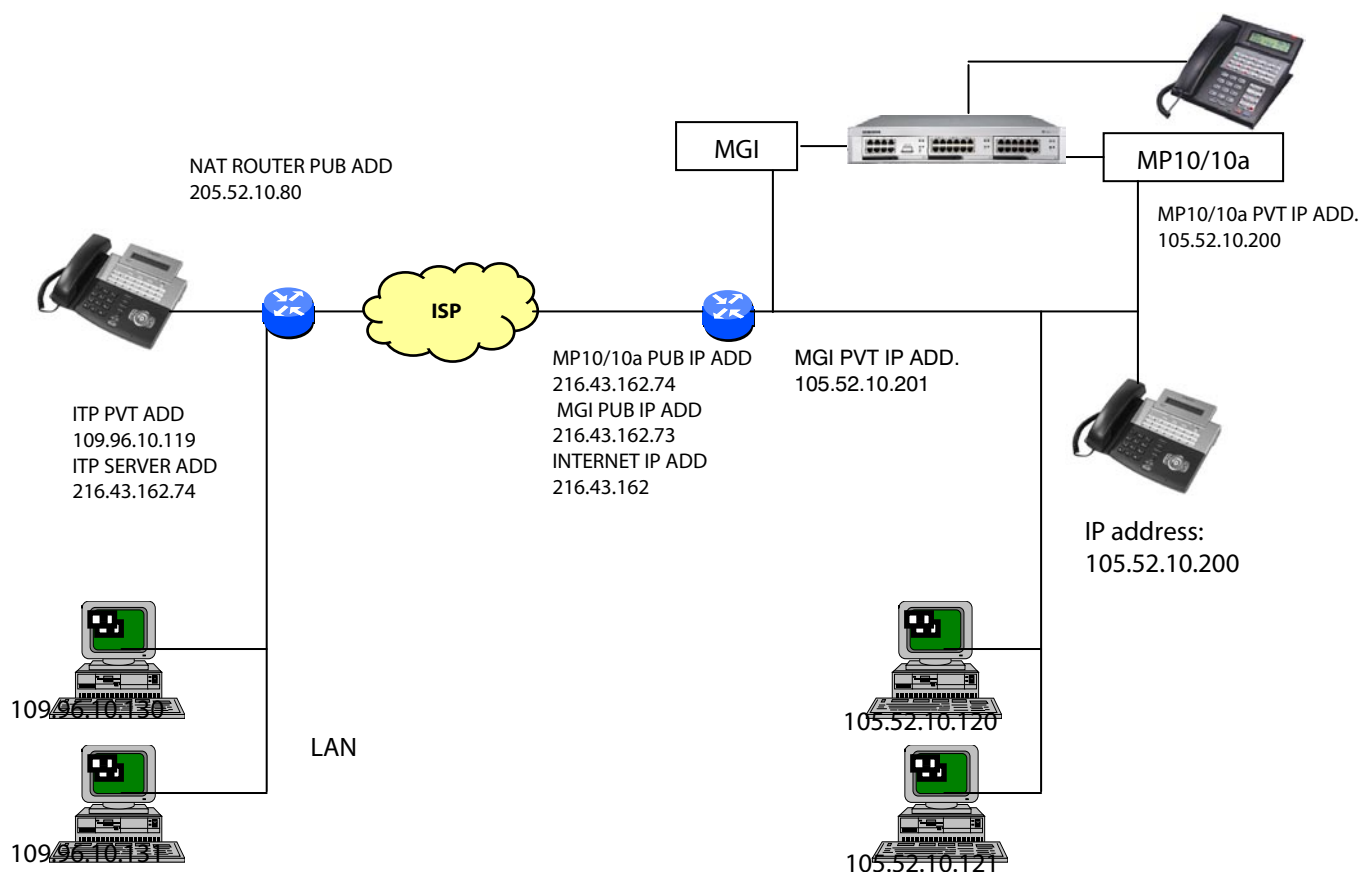 MGI
MP10/10a
NAT ROUTER PUB ADD
205.52.10.80
MP10/10a PVT IP ADD.
105.52.10.200
ISP
MP10/10a PUB IP ADD
216.43.162.74
MGI PUB IP ADD
216.43.162.73
INTERNET IP ADD
216.43.162
MGI PVT IP ADD.
105.52.10.201
ITP PVT ADD
109.96.10.119
ITP SERVER ADD
216.43.162.74
IP address:
105.52.10.200
109.96.10.130
105.52.10.120
LAN
109.96.10.131
105.52.10.121